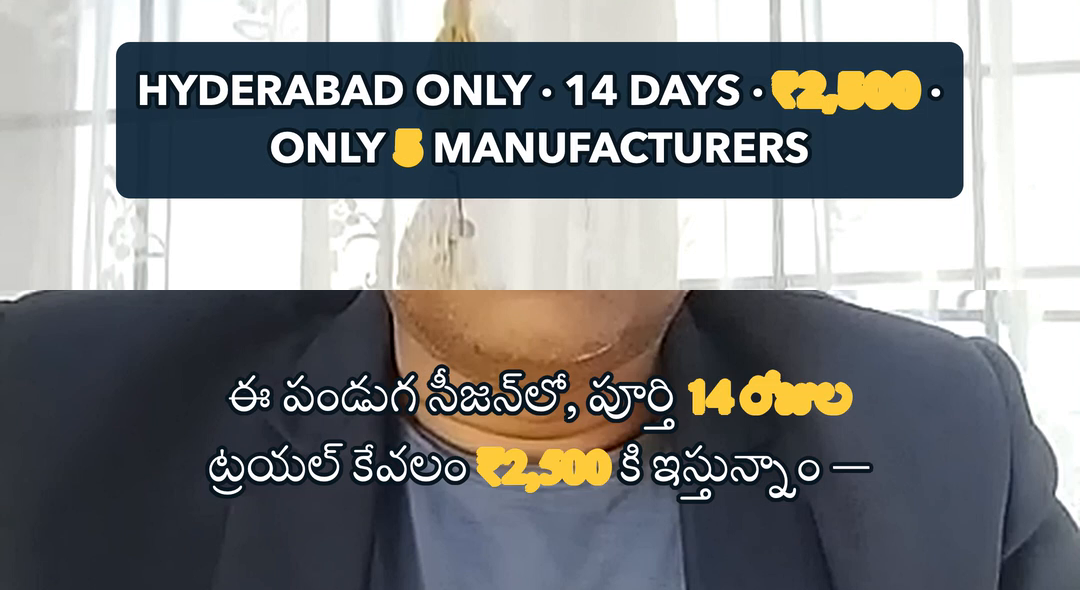 HYDERABAD ONLY · 14 DAYS · ₹2,500 ·
ONLY 5 MANUFACTURERS
ఈ పండుగ సీజన్‌లో, పూర్తి 14 రోజుల
ట్రయల్ కేవలం ₹2,500 కి ఇస్తున్నాం —